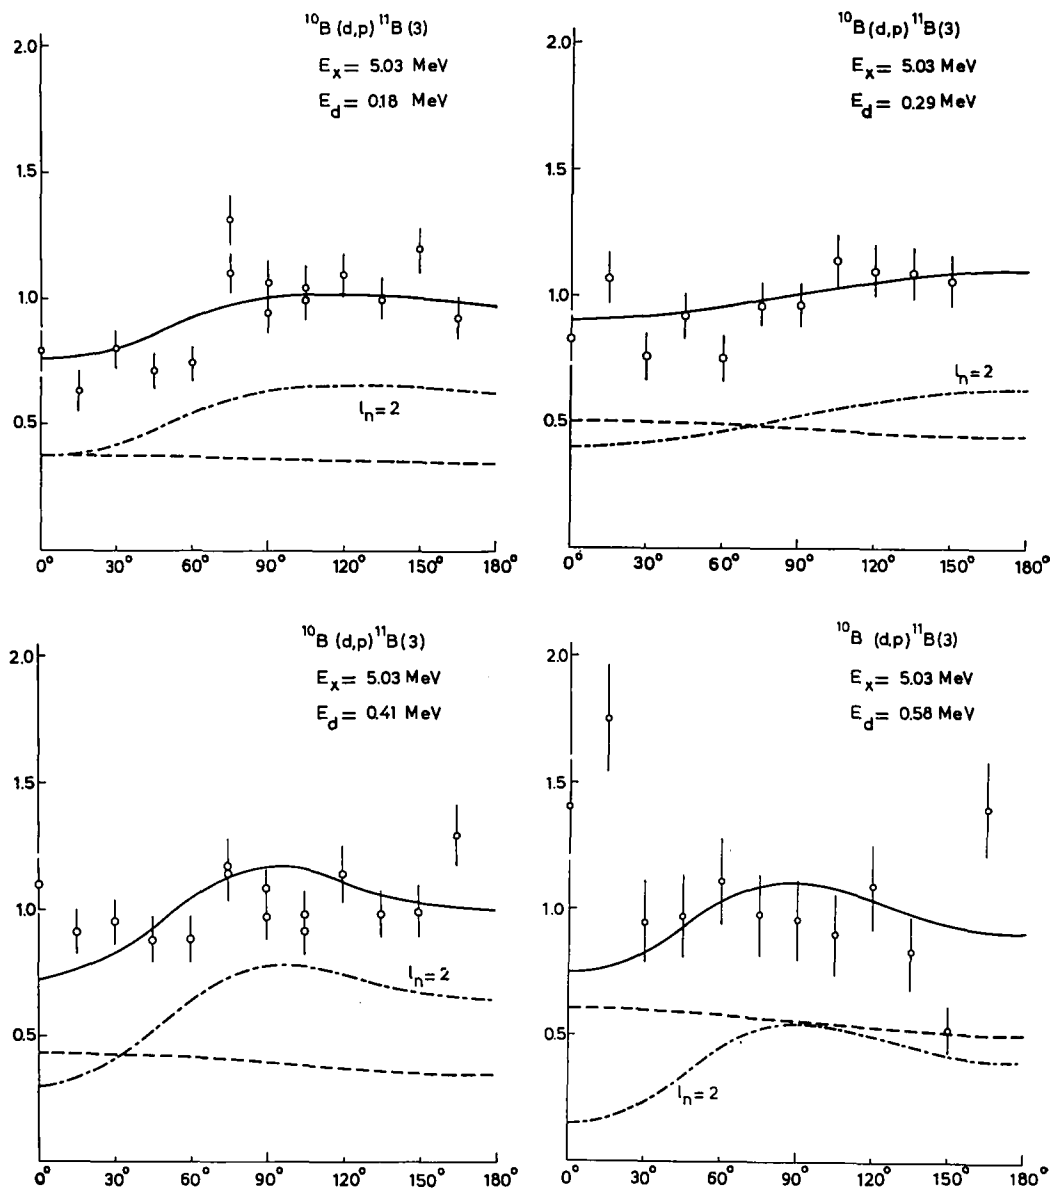 ¹⁰B (d,p) ¹¹B (3)
Eₓ = 5.03 MeV
E_d = 0.18 MeV
2.0
1.5
1.0
0.5
lₙ = 2
0° 30° 60° 90° 120° 150° 180°
¹⁰B (d,p) ¹¹B (3)
Eₓ = 5.03 MeV
E_d = 0.29 MeV
2.0
1.5
1.0
0.5
lₙ = 2
0° 30° 60° 90° 120° 150° 180°
¹⁰B (d,p) ¹¹B (3)
Eₓ = 5.03 MeV
E_d = 0.41 MeV
2.0
1.5
1.0
0.5
lₙ = 2
0° 30° 60° 90° 120° 150° 180°
¹⁰B (d,p) ¹¹B (3)
Eₓ = 5.03 MeV
E_d = 0.58 MeV
2.0
1.5
1.0
0.5
lₙ = 2
0° 30° 60° 90° 120° 150° 180°